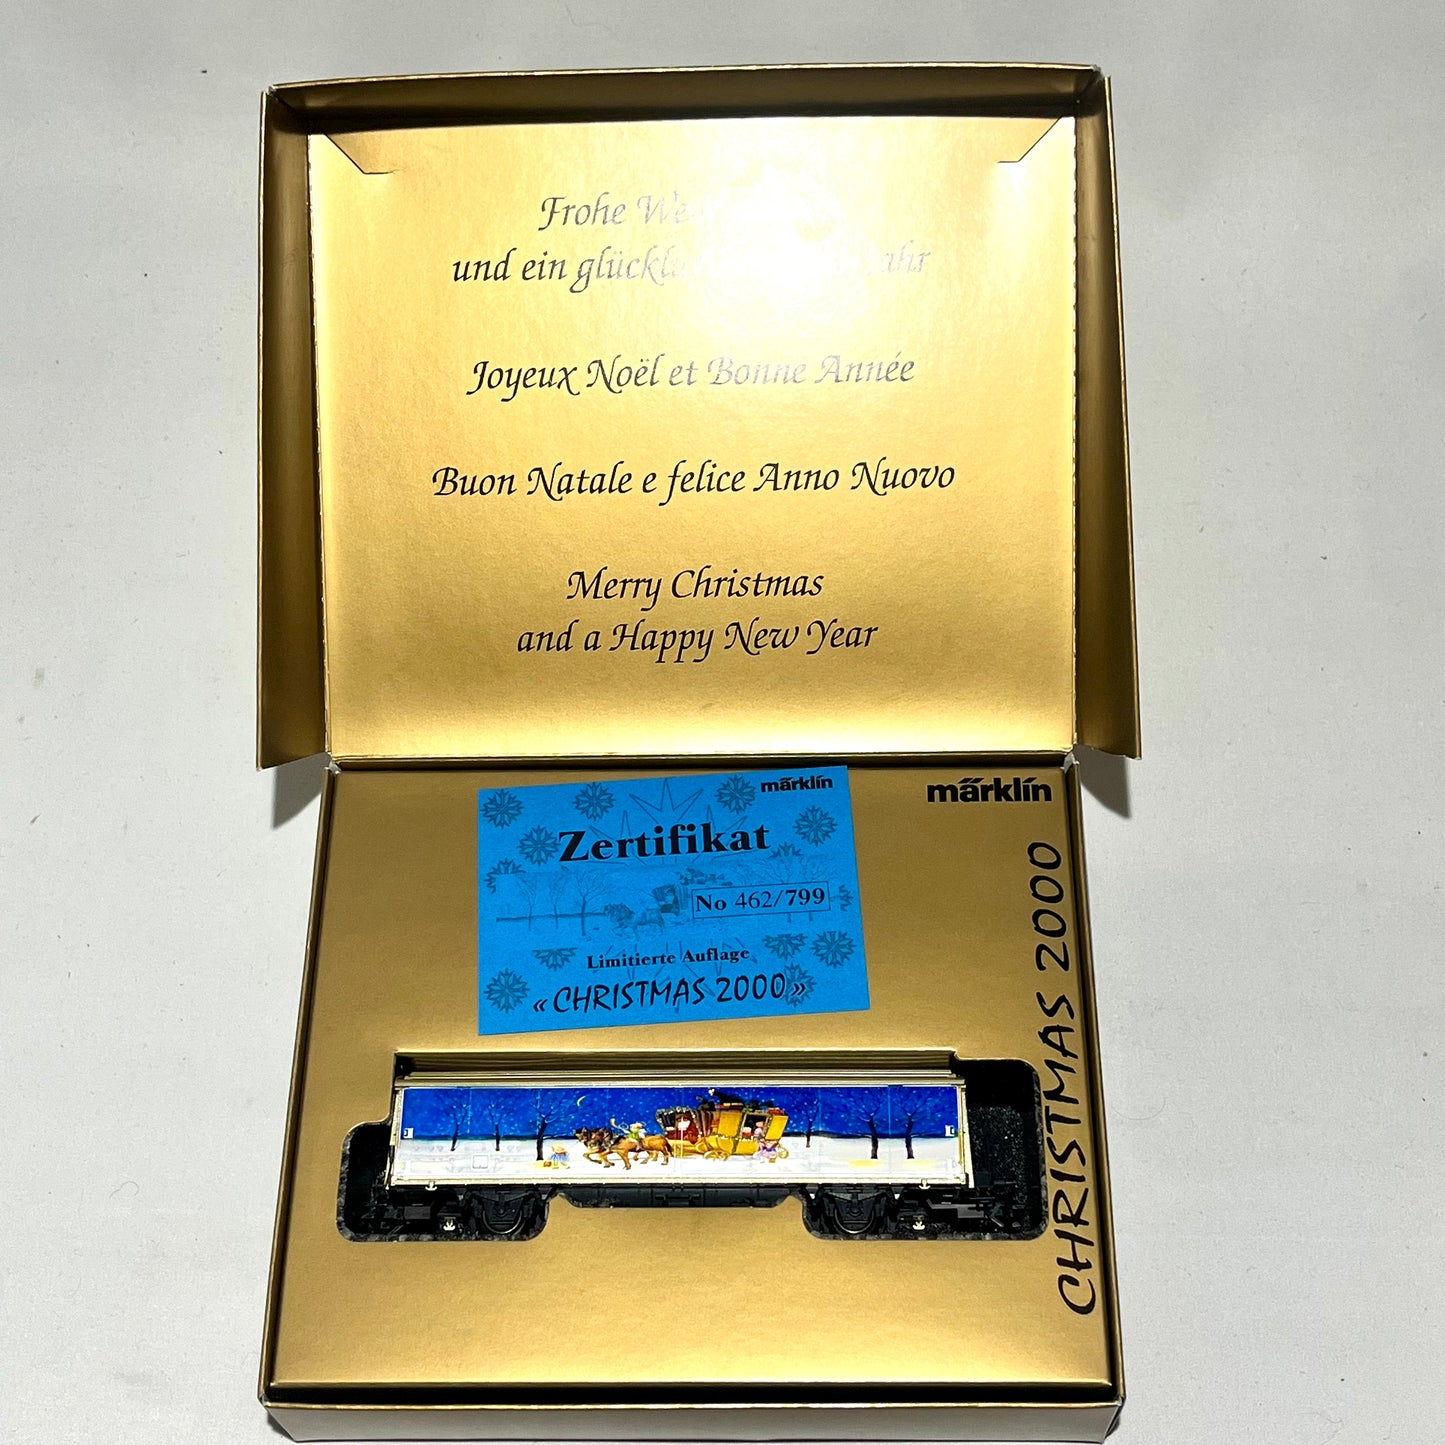 Frohe
und ein
Joyeux Noël et Bonne Année
Buon Natale e felice Anno Nuovo
Merry Christmas
and a Happy New Year
märklin
Zertifikat
No 462/799
Limitierte Auflage
«CHRISTMAS 2000»
märklin
CHRISTMAS 2000